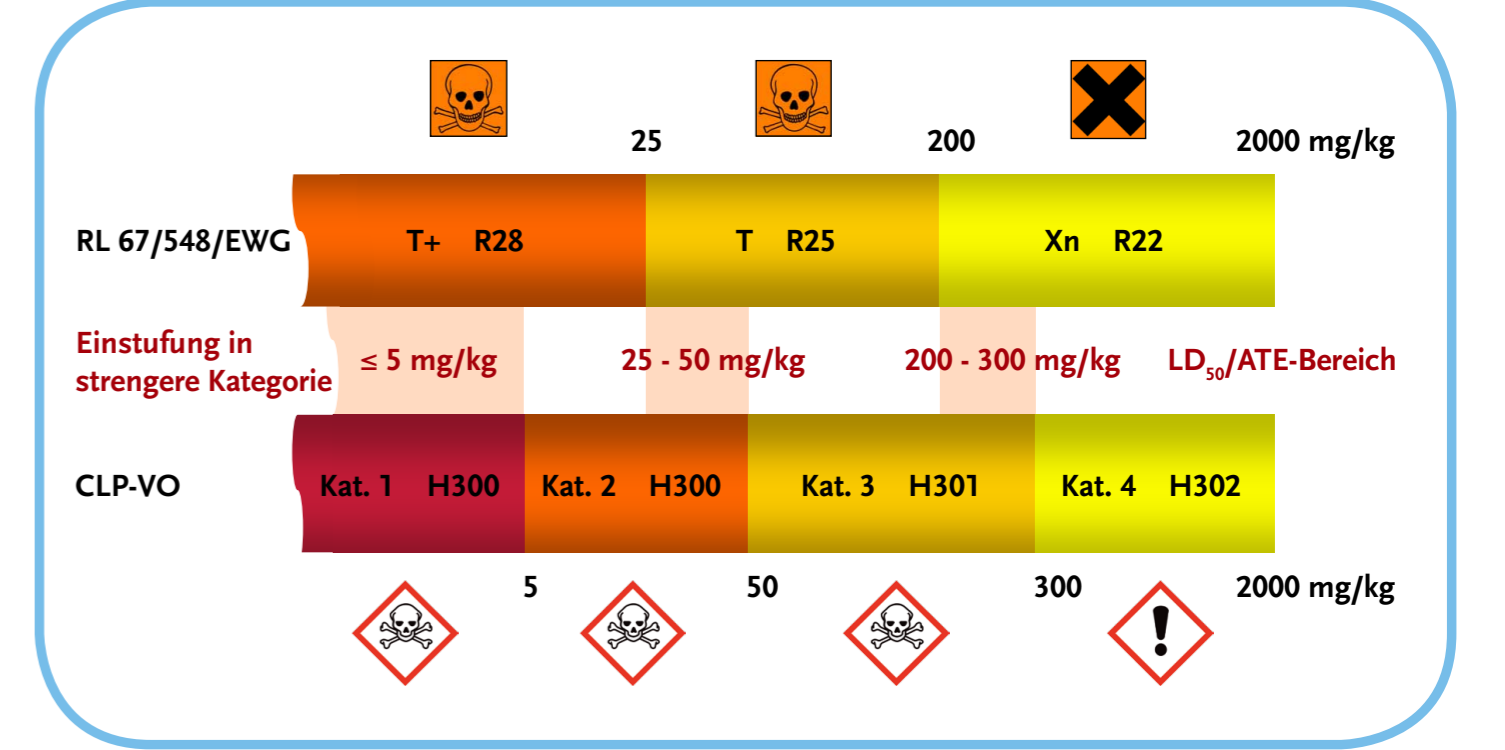 25 200 2000 mg/kg
RL 67/548/EWG T+ R28 T R25 Xn R22
Einstufung in
strengere Kategorie ≤ 5 mg/kg 25 - 50 mg/kg 200 - 300 mg/kg LD₅₀/ATE-Bereich
CLP-VO Kat. 1 H300 Kat. 2 H300 Kat. 3 H301 Kat. 4 H302
5 50 300 2000 mg/kg
!